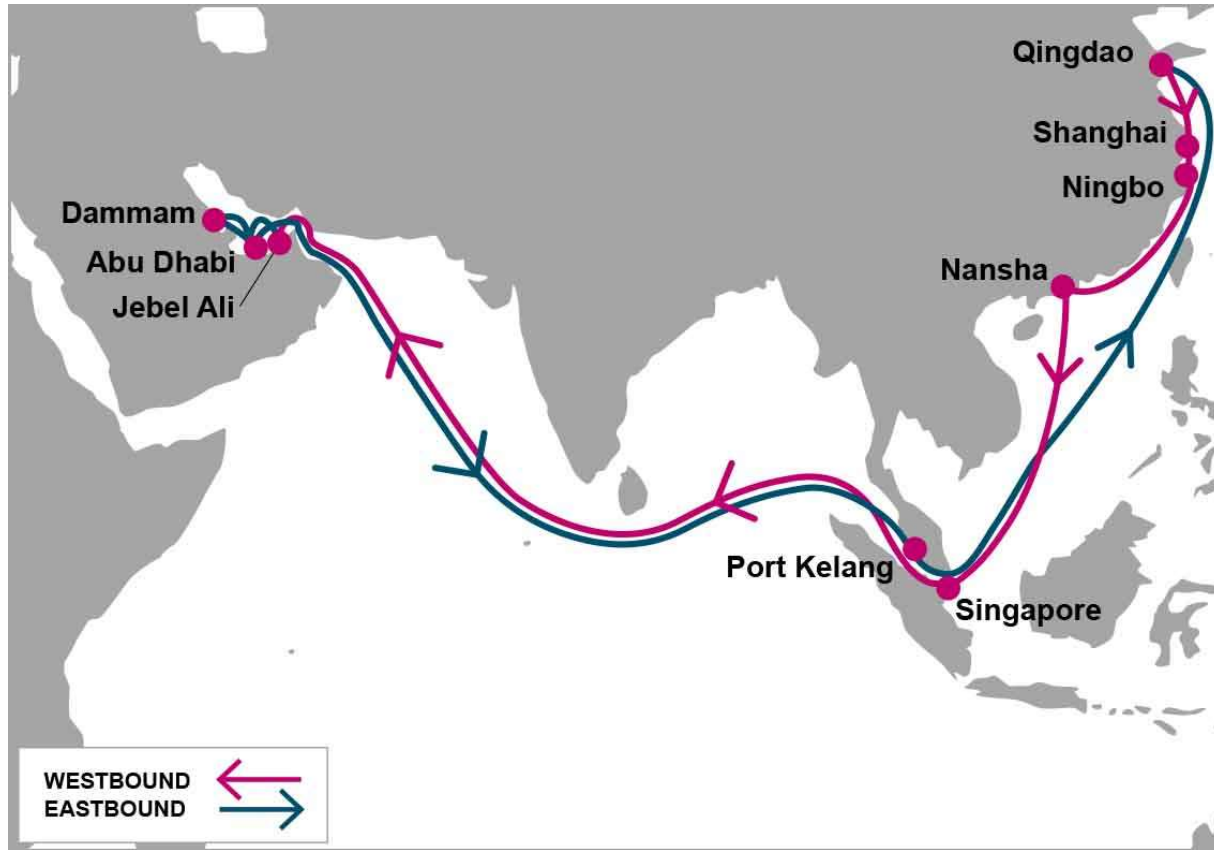 Qingdao
Shanghai
Ningbo
Dammam
Abu Dhabi
Jebel Ali
Nansha
Port Kelang
Singapore
WESTBOUND
EASTBOUND